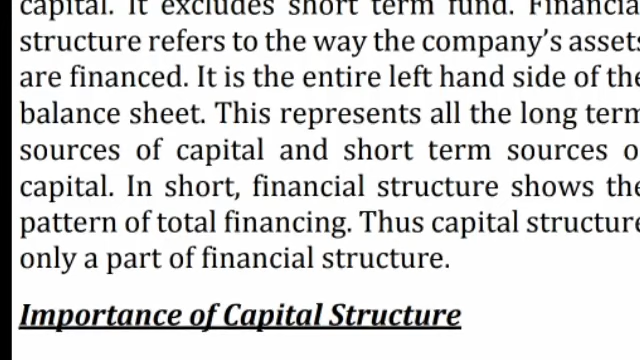 capital. It excludes short term fund. Financia
structure refers to the way the company's assets
are financed. It is the entire left hand side of the
balance sheet. This represents all the long term
sources of capital and short term sources o
capital. In short, financial structure shows the
pattern of total financing. Thus capital structure
only a part of financial structure.
Importance of Capital Structure